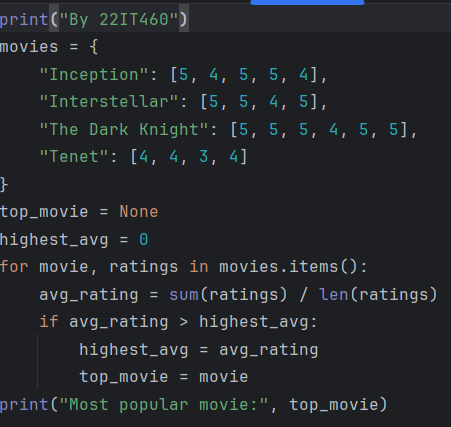 print("By 22IT460")
movies = {
    "Inception": [5, 4, 5, 5, 4],
    "Interstellar": [5, 5, 4, 5],
    "The Dark Knight": [5, 5, 5, 4, 5, 5],
    "Tenet": [4, 4, 3, 4]
}
top_movie = None
highest_avg = 0
for movie, ratings in movies.items():
    avg_rating = sum(ratings) / len(ratings)
    if avg_rating > highest_avg:
        highest_avg = avg_rating
        top_movie = movie
print("Most popular movie:", top_movie)